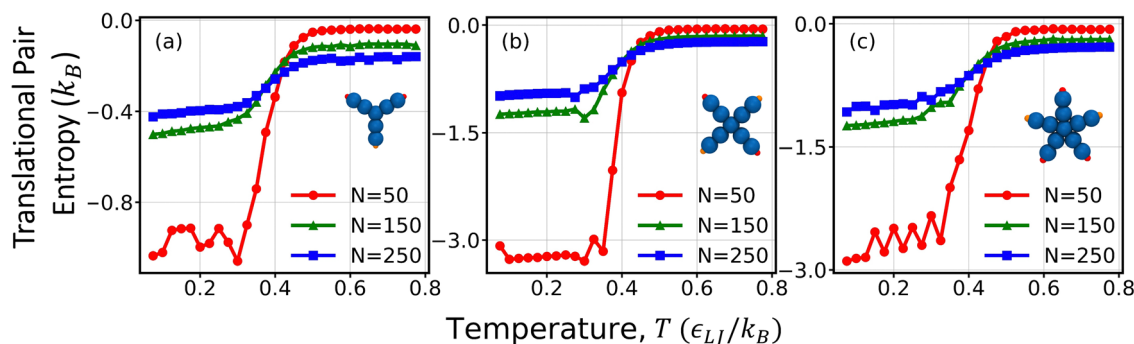 Translational Pair
Entropy (k_B)
0.0
−0.4
−0.8
(a)
N=50
N=150
N=250
0.2 0.4 0.6 0.8
0.0
−1.5
−3.0
(b)
N=50
N=150
N=250
0.2 0.4 0.6 0.8
0.0
−1.5
−3.0
(c)
N=50
N=150
N=250
0.2 0.4 0.6 0.8
Temperature, T (ϵ_LJ/k_B)